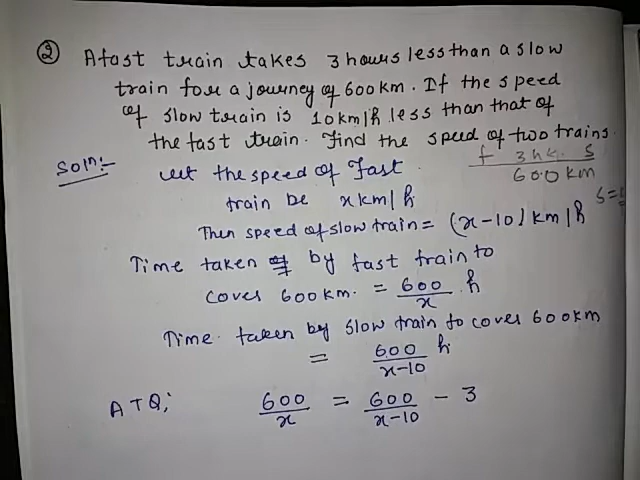 ② A fast train takes 3 hours less than a slow
train for a journey of 600 km. If the speed
of slow train is 10 km/h less than that of
the fast train. Find the speed of two trains.
Soln:-
f 3 hr. s
600 km
Let the speed of fast
train be x km/h
S =
Then speed of slow train = (x-10) km/h
Time taken by fast train to
cover 600 km. = 600/x h
Time taken by slow train to cover 600 km
= 600/x-10 h
ATQ; 600/x = 600/x-10 - 3